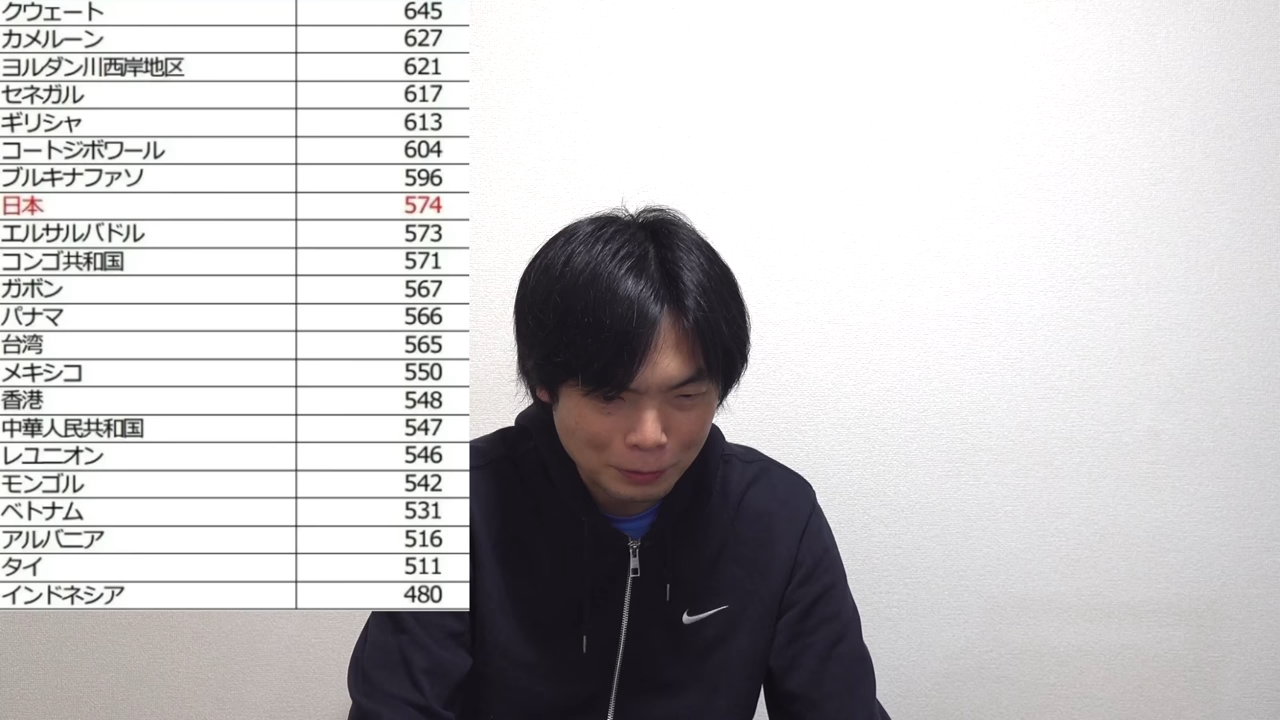 クウェート 645
カメルーン 627
ヨルダン川西岸地区 621
セネガル 617
ギリシャ 613
コートジボワール 604
ブルキナファソ 596
日本 574
エルサルバドル 573
コンゴ共和国 571
ガボン 567
パナマ 566
台湾 565
メキシコ 550
香港 548
中華人民共和国 547
レユニオン 546
モンゴル 542
ベトナム 531
アルバニア 516
タイ 511
インドネシア 480